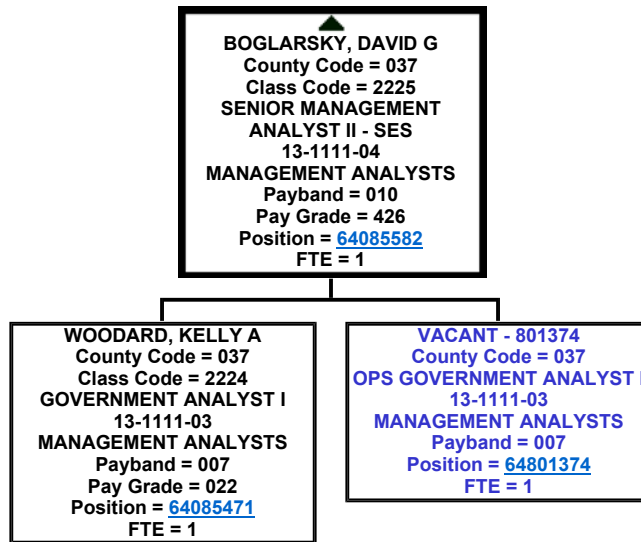 BOGLARSKY, DAVID G
County Code = 037
Class Code = 2225
SENIOR MANAGEMENT
ANALYST II - SES
13-1111-04
MANAGEMENT ANALYSTS
Payband = 010
Pay Grade = 426
Position = 64085582
FTE = 1
WOODARD, KELLY A
County Code = 037
Class Code = 2224
GOVERNMENT ANALYST I
13-1111-03
MANAGEMENT ANALYSTS
Payband = 007
Pay Grade = 022
Position = 64085471
FTE = 1
VACANT - 801374
County Code = 037
OPS GOVERNMENT ANALYST I
13-1111-03
MANAGEMENT ANALYSTS
Payband = 007
Position = 64801374
FTE = 1